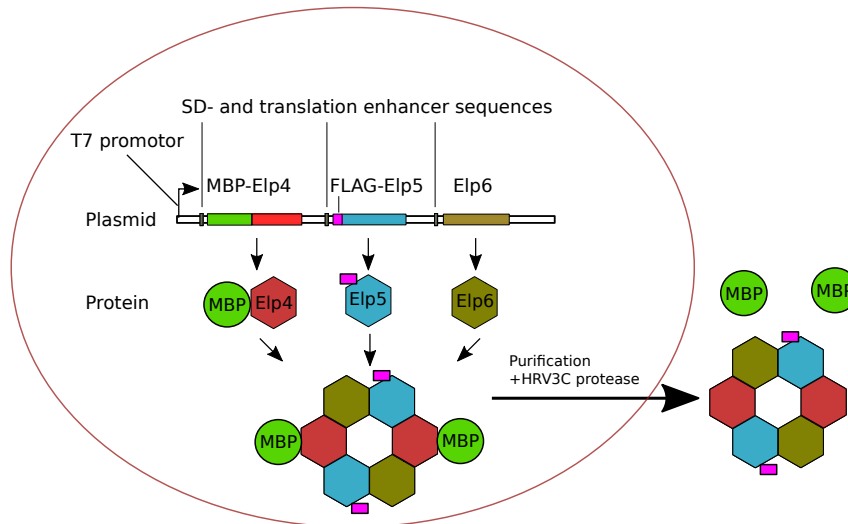 SD- and translation enhancer sequences
T7 promotor
MBP-Elp4
FLAG-Elp5
Elp6
Plasmid
Protein
MBP
Elp4
Elp5
Elp6
MBP
MBP
Purification
+HRV3C protease
MBP
MBP